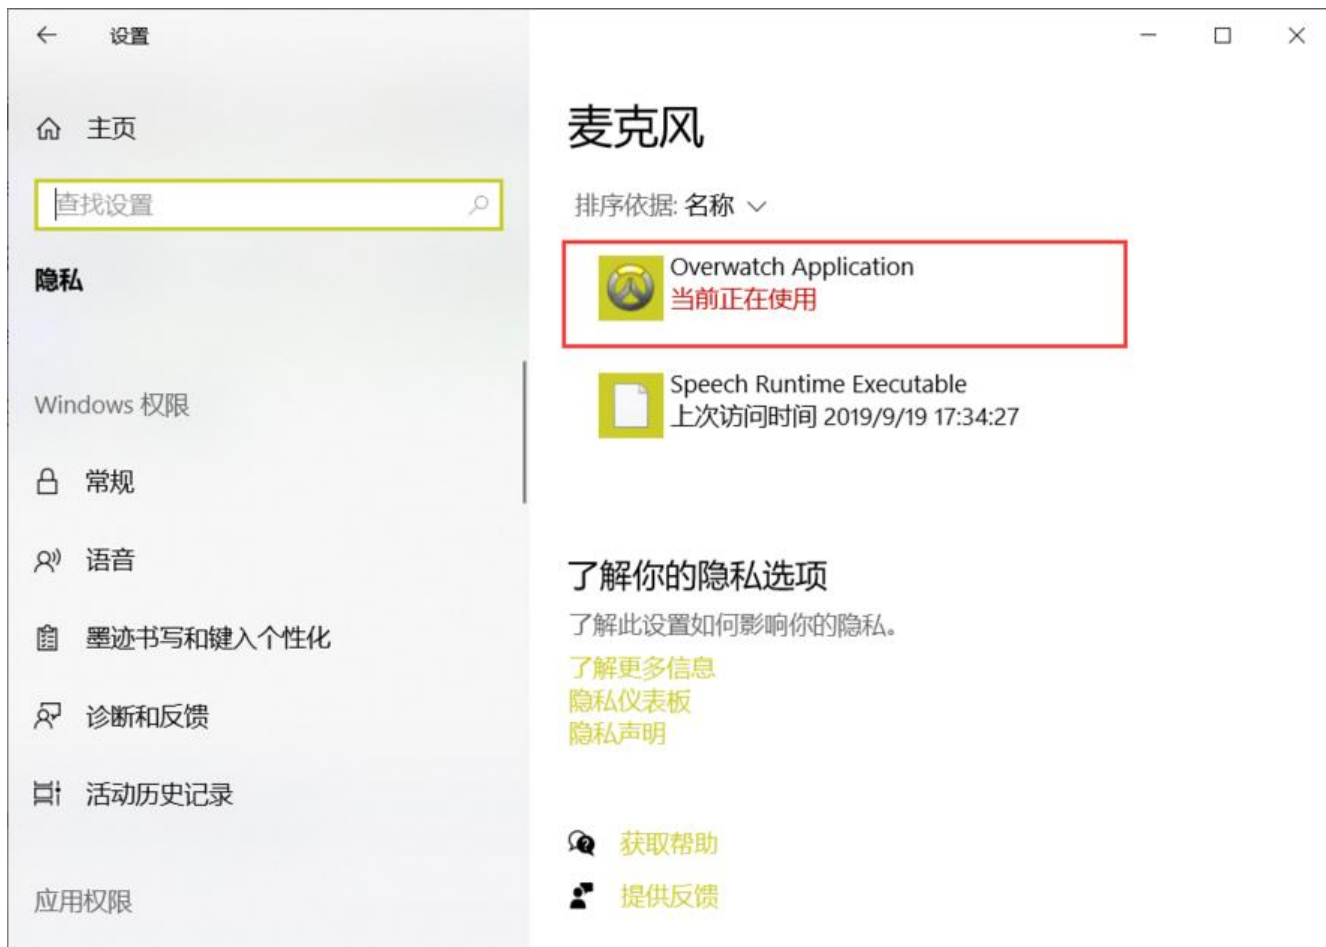 设置
主页
查找设置
隐私
Windows 权限
常规
语音
墨迹书写和键入个性化
诊断和反馈
活动历史记录
应用权限
麦克风
排序依据: 名称
Overwatch Application
当前正在使用
Speech Runtime Executable
上次访问时间 2019/9/19 17:34:27
了解你的隐私选项
了解此设置如何影响你的隐私。
了解更多信息
隐私仪表板
隐私声明
获取帮助
提供反馈